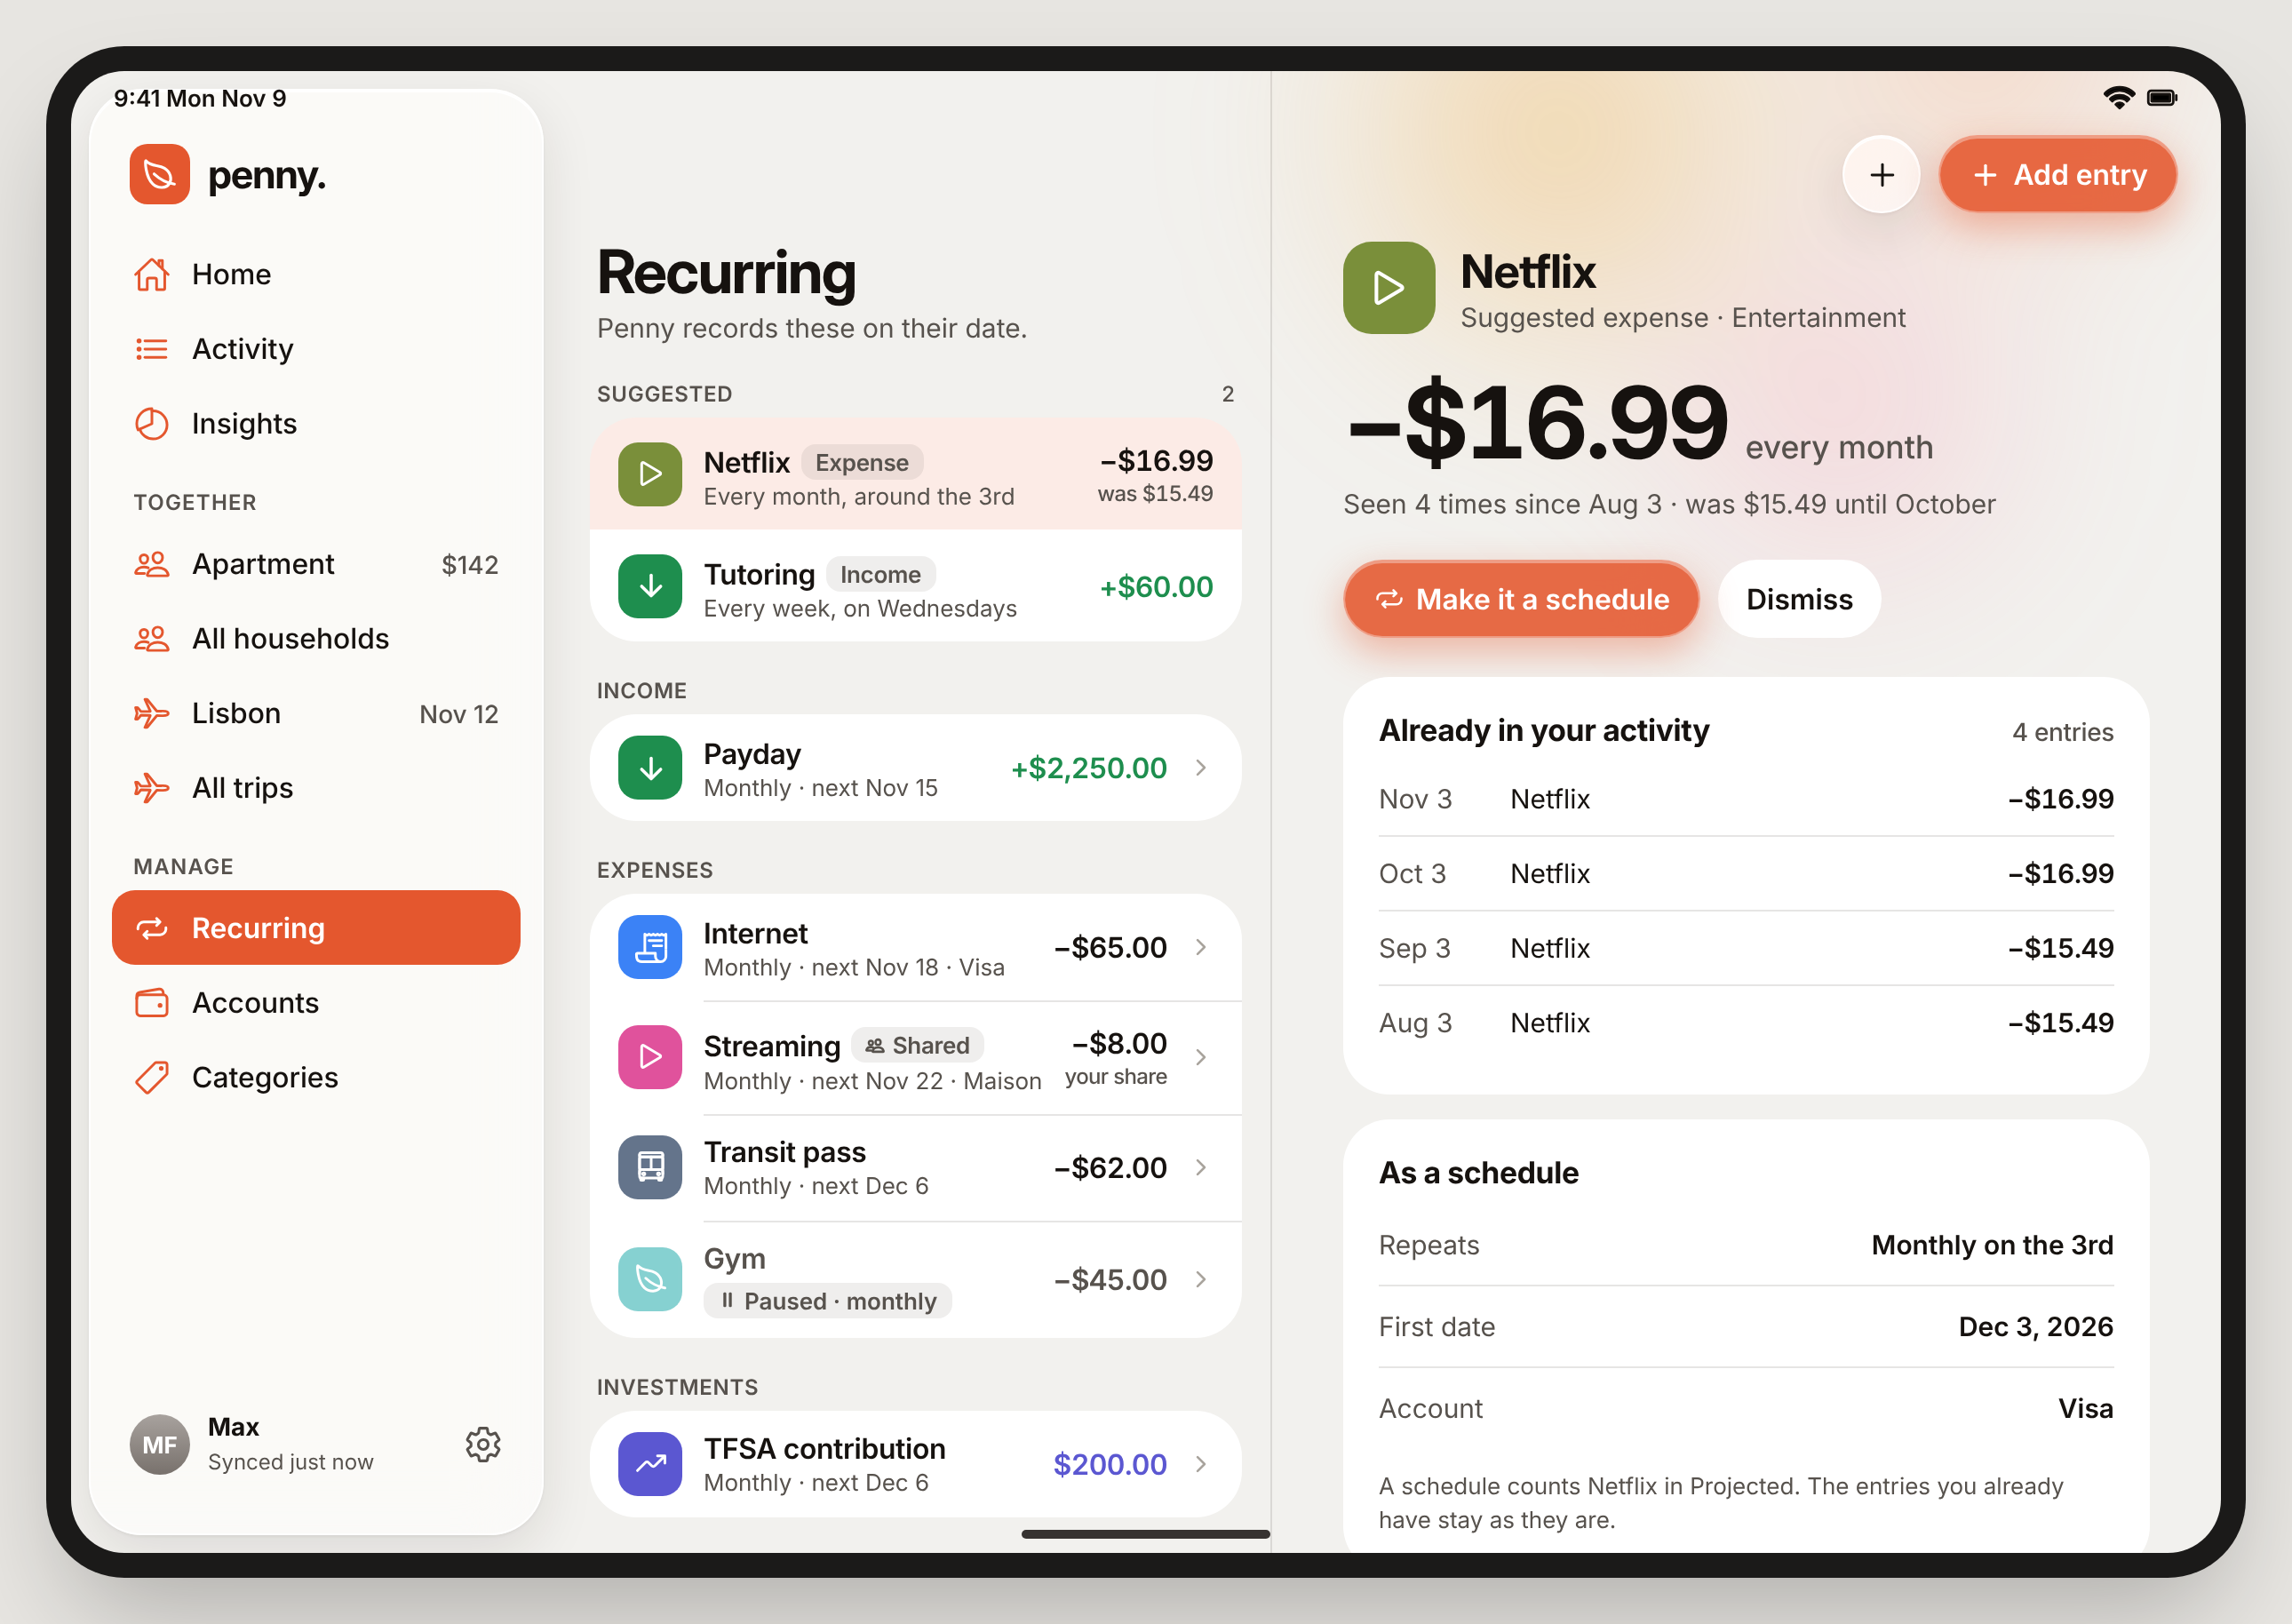 9:41 Mon Nov 9
penny.
Home
Activity
Insights
TOGETHER
Apartment $142
All households
Lisbon Nov 12
All trips
MANAGE
Recurring
Accounts
Categories
MF
Max
Synced just now
Recurring
Penny records these on their date.
SUGGESTED 2
Netflix Expense −$16.99
Every month, around the 3rd was $15.49
Tutoring Income +$60.00
Every week, on Wednesdays
INCOME
Payday +$2,250.00
Monthly · next Nov 15
EXPENSES
Internet −$65.00
Monthly · next Nov 18 · Visa
Streaming Shared −$8.00
Monthly · next Nov 22 · Maison your share
Transit pass −$62.00
Monthly · next Dec 6
Gym −$45.00
Paused · monthly
INVESTMENTS
TFSA contribution $200.00
Monthly · next Dec 6
Add entry
Netflix
Suggested expense · Entertainment
−$16.99 every month
Seen 4 times since Aug 3 · was $15.49 until October
Make it a schedule Dismiss
Already in your activity 4 entries
Nov 3 Netflix −$16.99
Oct 3 Netflix −$16.99
Sep 3 Netflix −$15.49
Aug 3 Netflix −$15.49
As a schedule
Repeats Monthly on the 3rd
First date Dec 3, 2026
Account Visa
A schedule counts Netflix in Projected. The entries you already
have stay as they are.